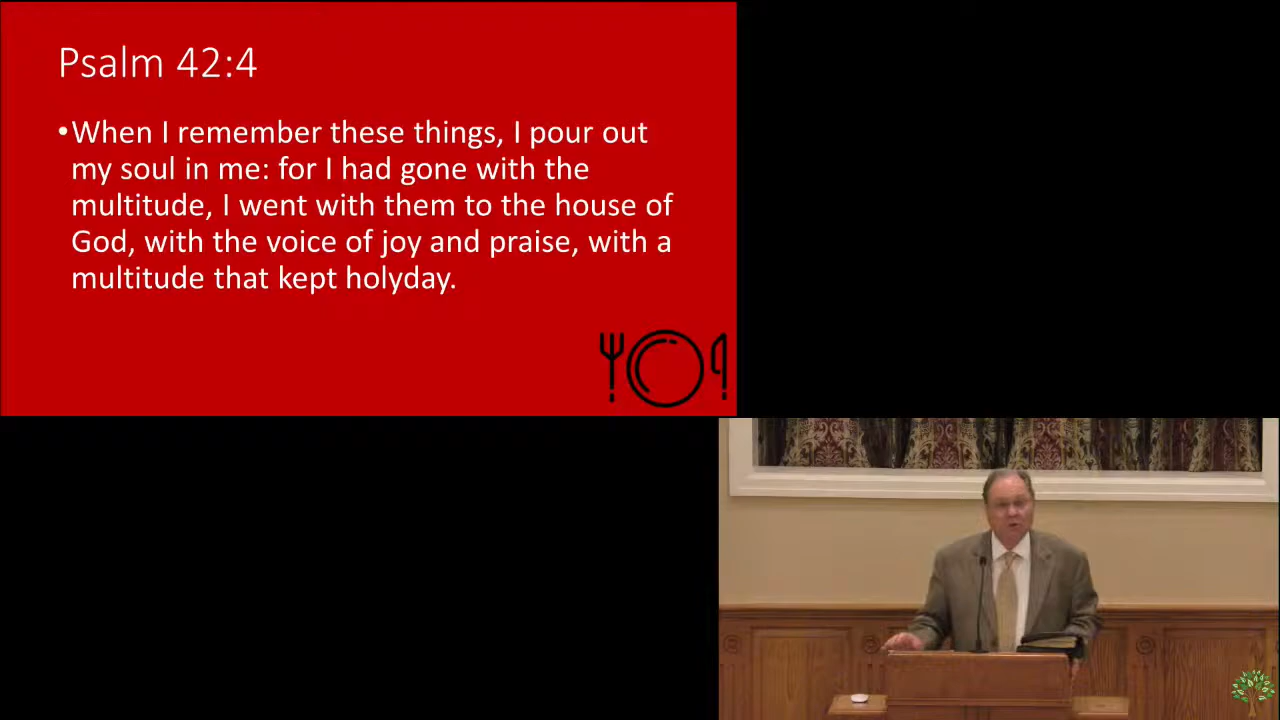 Psalm 42:4
•When I remember these things, I pour out
my soul in me: for I had gone with the
multitude, I went with them to the house of
God, with the voice of joy and praise, with a
multitude that kept holyday.